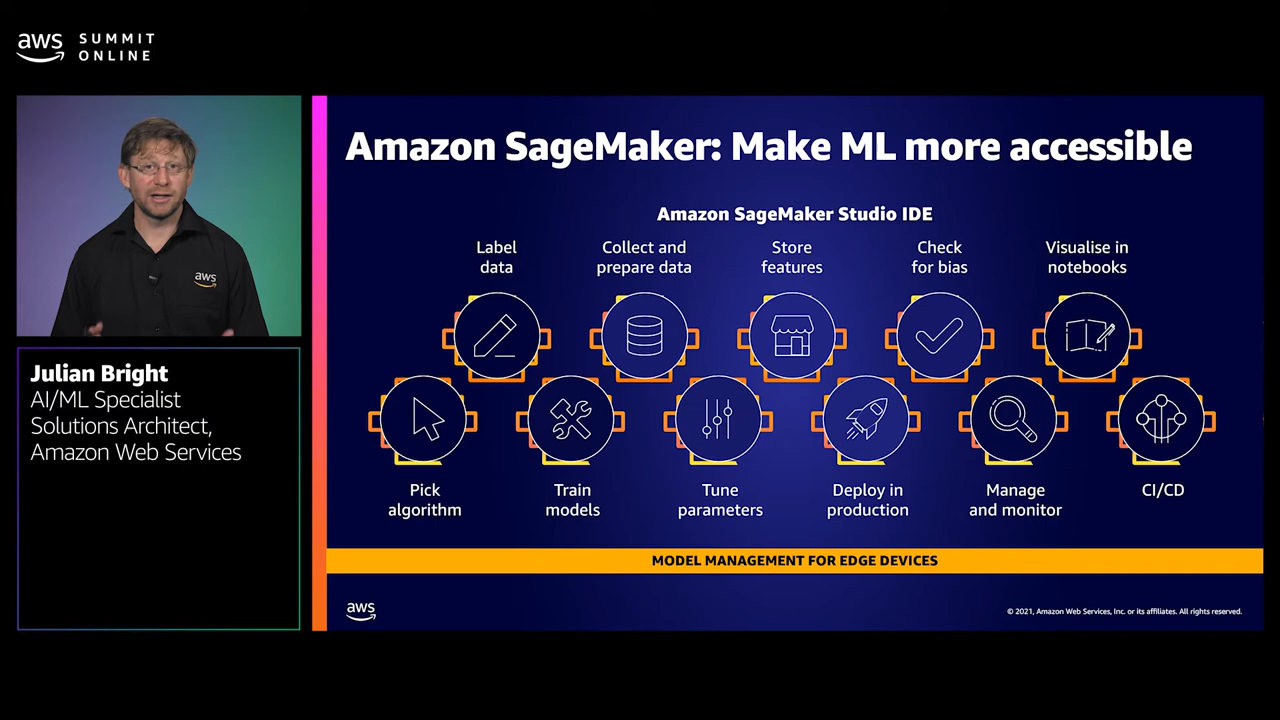 aws
SUMMIT
ONLINE
aws
Julian Bright
AI/ML Specialist
Solutions Architect,
Amazon Web Services
Amazon SageMaker: Make ML more accessible
Amazon SageMaker Studio IDE
Label
data
Collect and
prepare data
Store
features
Check
for bias
Visualise in
notebooks
Pick
algorithm
Train
models
Tune
parameters
Deploy in
production
Manage
and monitor
CI/CD
MODEL MANAGEMENT FOR EDGE DEVICES
aws
© 2021, Amazon Web Services, Inc. or its affiliates. All rights reserved.